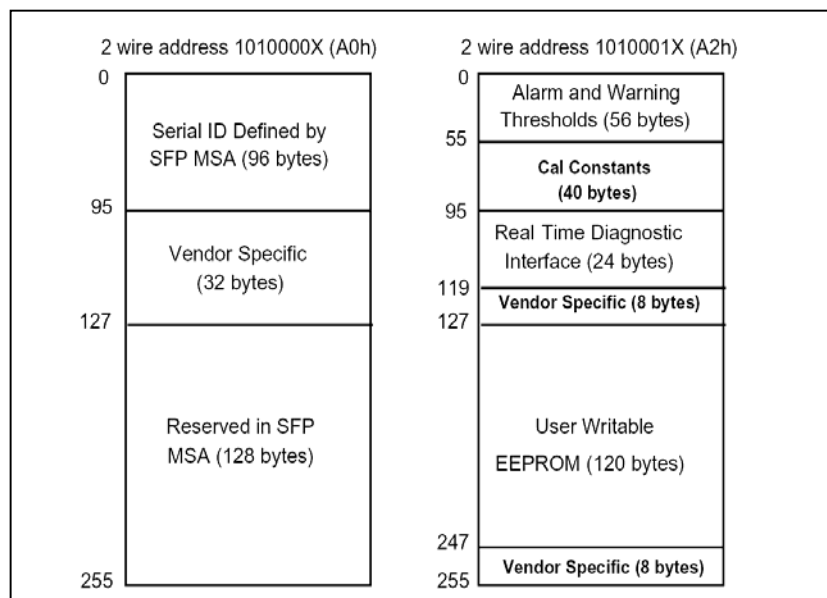 2 wire address 1010000X (A0h)
0
Serial ID Defined by
SFP MSA (96 bytes)
95
Vendor Specific
(32 bytes)
127
Reserved in SFP
MSA (128 bytes)
255
2 wire address 1010001X (A2h)
0
Alarm and Warning
Thresholds (56 bytes)
55
Cal Constants
(40 bytes)
95
Real Time Diagnostic
Interface (24 bytes)
119
Vendor Specific (8 bytes)
127
User Writable
EEPROM (120 bytes)
247
Vendor Specific (8 bytes)
255